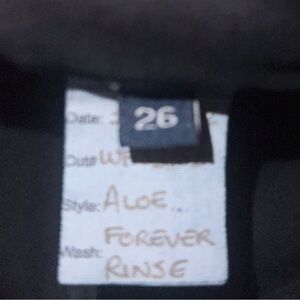 26
Date:
Cut#
Style: ALOE...
FOREVER
Wash: RINSE